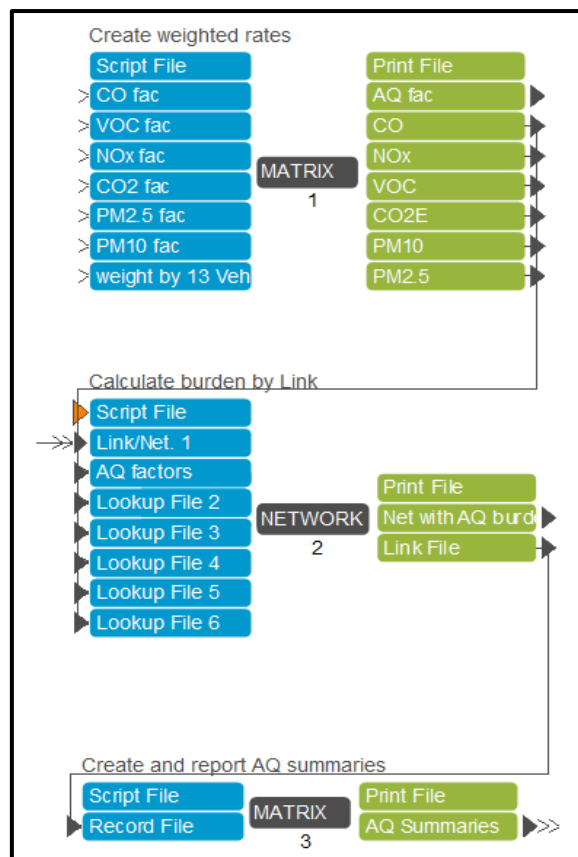 Create weighted rates
Script File
CO fac
VOC fac
NOx fac
CO2 fac
PM2.5 fac
PM10 fac
weight by 13 Veh
MATRIX
1
Print File
AQ fac
CO
NOx
VOC
CO2E
PM10
PM2.5
Calculate burden by Link
Script File
Link/Net. 1
AQ factors
Lookup File 2
Lookup File 3
Lookup File 4
Lookup File 5
Lookup File 6
NETWORK
2
Print File
Net with AQ burd
Link File
Create and report AQ summaries
Script File
Record File
MATRIX
3
Print File
AQ Summaries